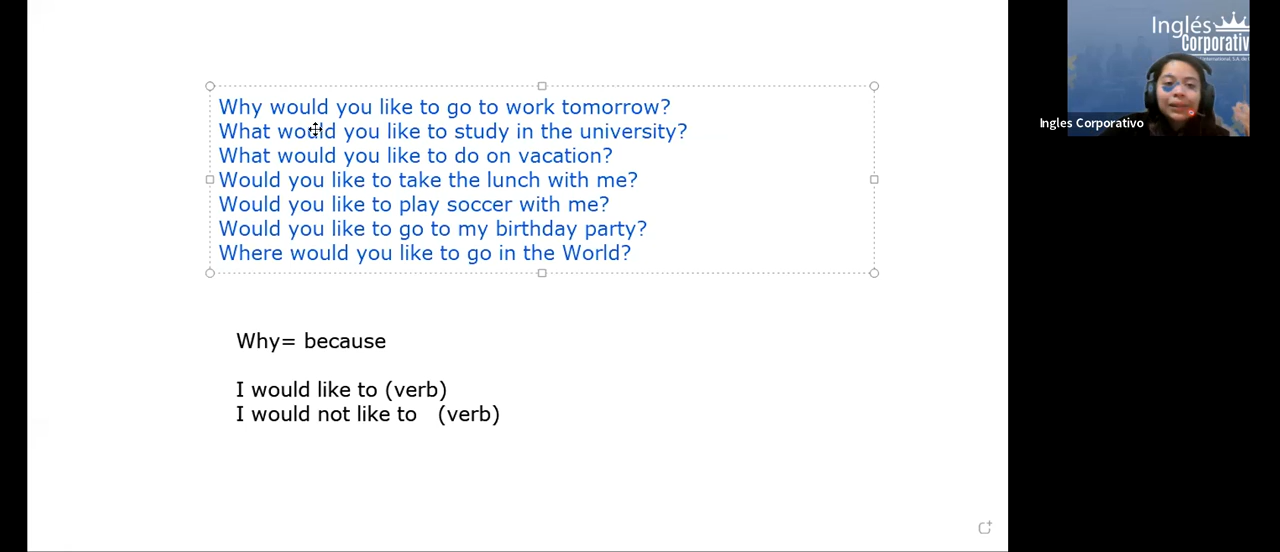 Why would you like to go to work tomorrow?
What would you like to study in the university?
What would you like to do on vacation?
Would you like to take the lunch with me?
Would you like to play soccer with me?
Would you like to go to my birthday party?
Where would you like to go in the World?
Why= because
I would like to (verb)
I would not like to (verb)
Inglés
Corporativ
Ingles Corporativo